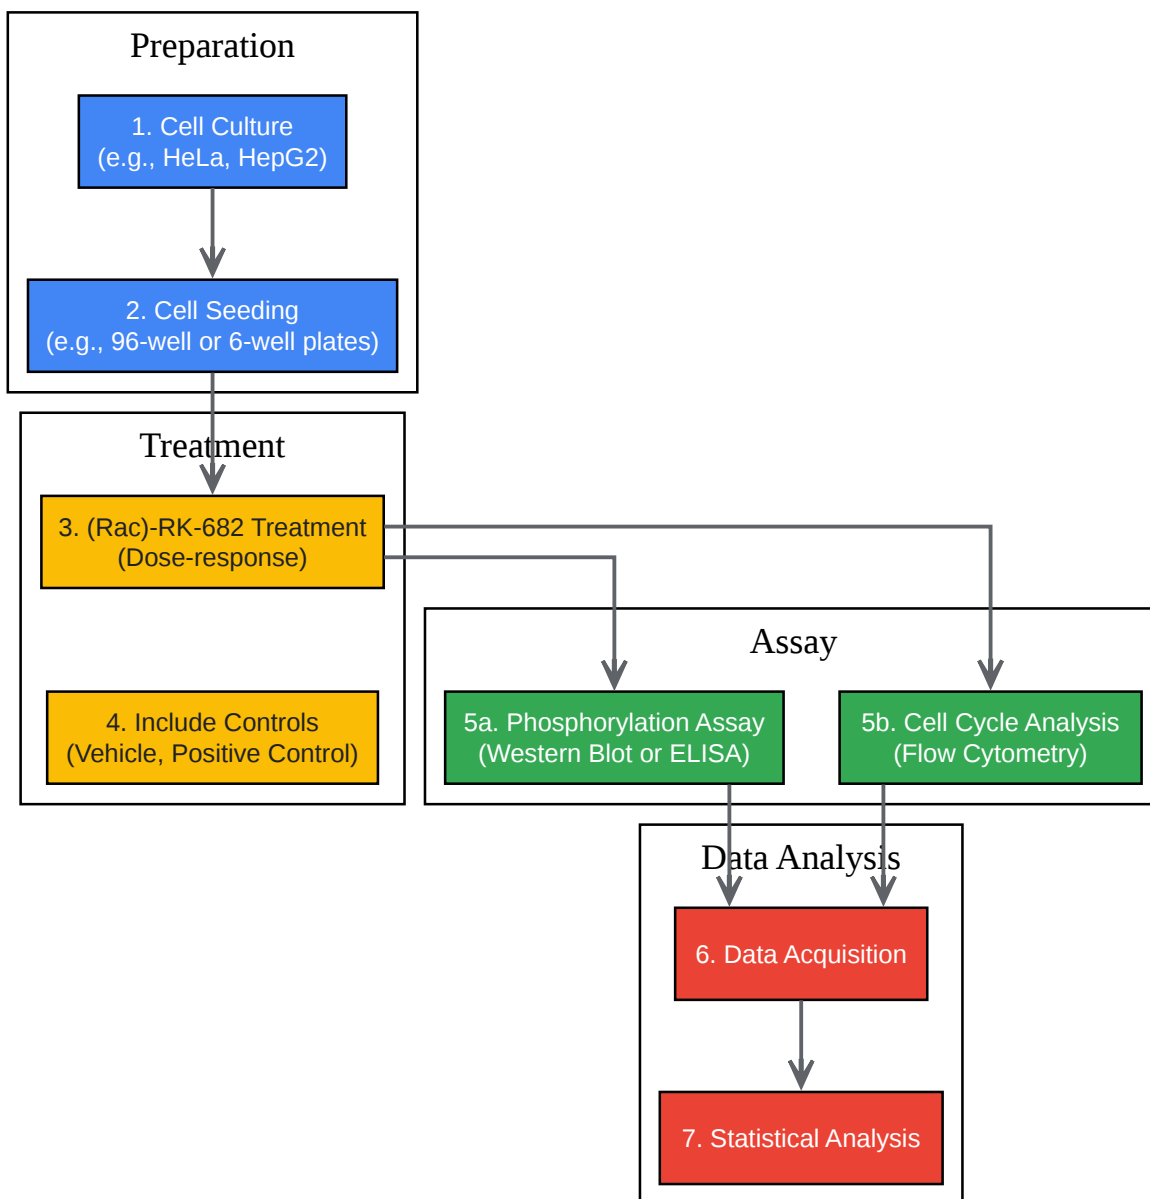 Preparation
1. Cell Culture
(e.g., HeLa, HepG2)
2. Cell Seeding
(e.g., 96-well or 6-well plates)
Treatment
3. (Rac)-RK-682 Treatment
(Dose-response)
4. Include Controls
(Vehicle, Positive Control)
Assay
5a. Phosphorylation Assay
(Western Blot or ELISA)
5b. Cell Cycle Analysis
(Flow Cytometry)
Data Analysis
6. Data Acquisition
7. Statistical Analysis